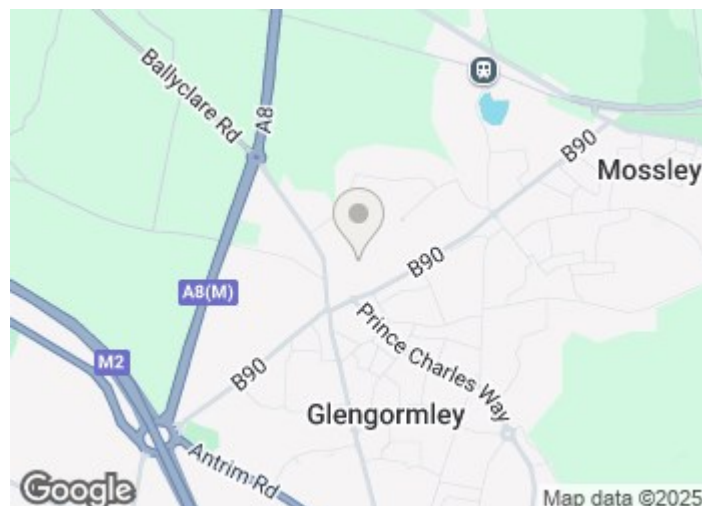 Ballyclare Rd
A8
B90
Mossley
B90
A8(M)
Prince Charles Way
M2
B90
Glengormley
Antrim Rd
Google
Map data ©2025